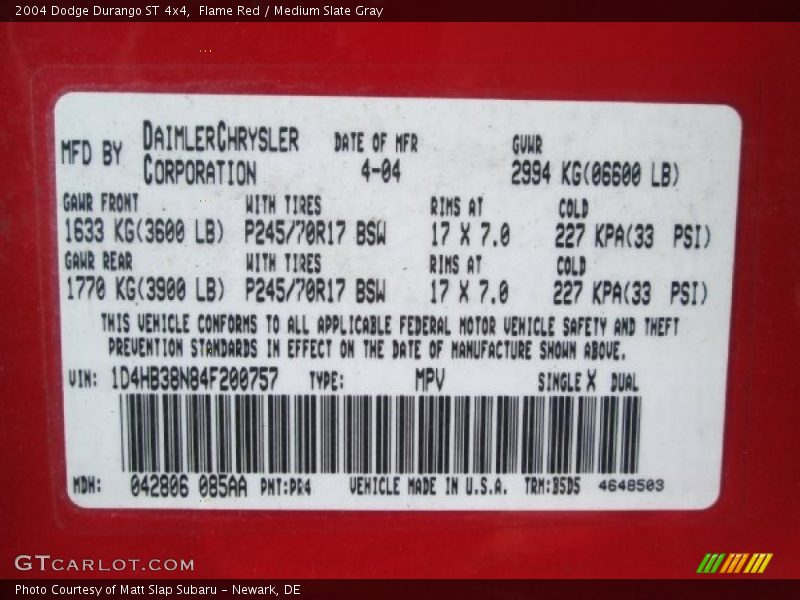 2004 Dodge Durango ST 4x4, Flame Red / Medium Slate Gray
MFD BY DAIMLERCHRYSLER CORPORATION DATE OF MFR 4-04 GVWR 2994 KG(06600 LB)
GAWR FRONT WITH TIRES RIMS AT COLD
1633 KG(3600 LB) P245/70R17 BSW 17 X 7.0 227 KPA(33 PSI)
GAWR REAR WITH TIRES RIMS AT COLD
1770 KG(3900 LB) P245/70R17 BSW 17 X 7.0 227 KPA(33 PSI)
THIS VEHICLE CONFORMS TO ALL APPLICABLE FEDERAL MOTOR VEHICLE SAFETY AND THEFT
PREVENTION STANDARDS IN EFFECT ON THE DATE OF MANUFACTURE SHOWN ABOVE.
VIN: 1D4HB38N84F200757 TYPE: MPV SINGLE X DUAL
MDH: 042806 085AA PNT:PR4 VEHICLE MADE IN U.S.A. TRM:B5D5 4648503
GTCARLOT.COM
Photo Courtesy of Matt Slap Subaru - Newark, DE